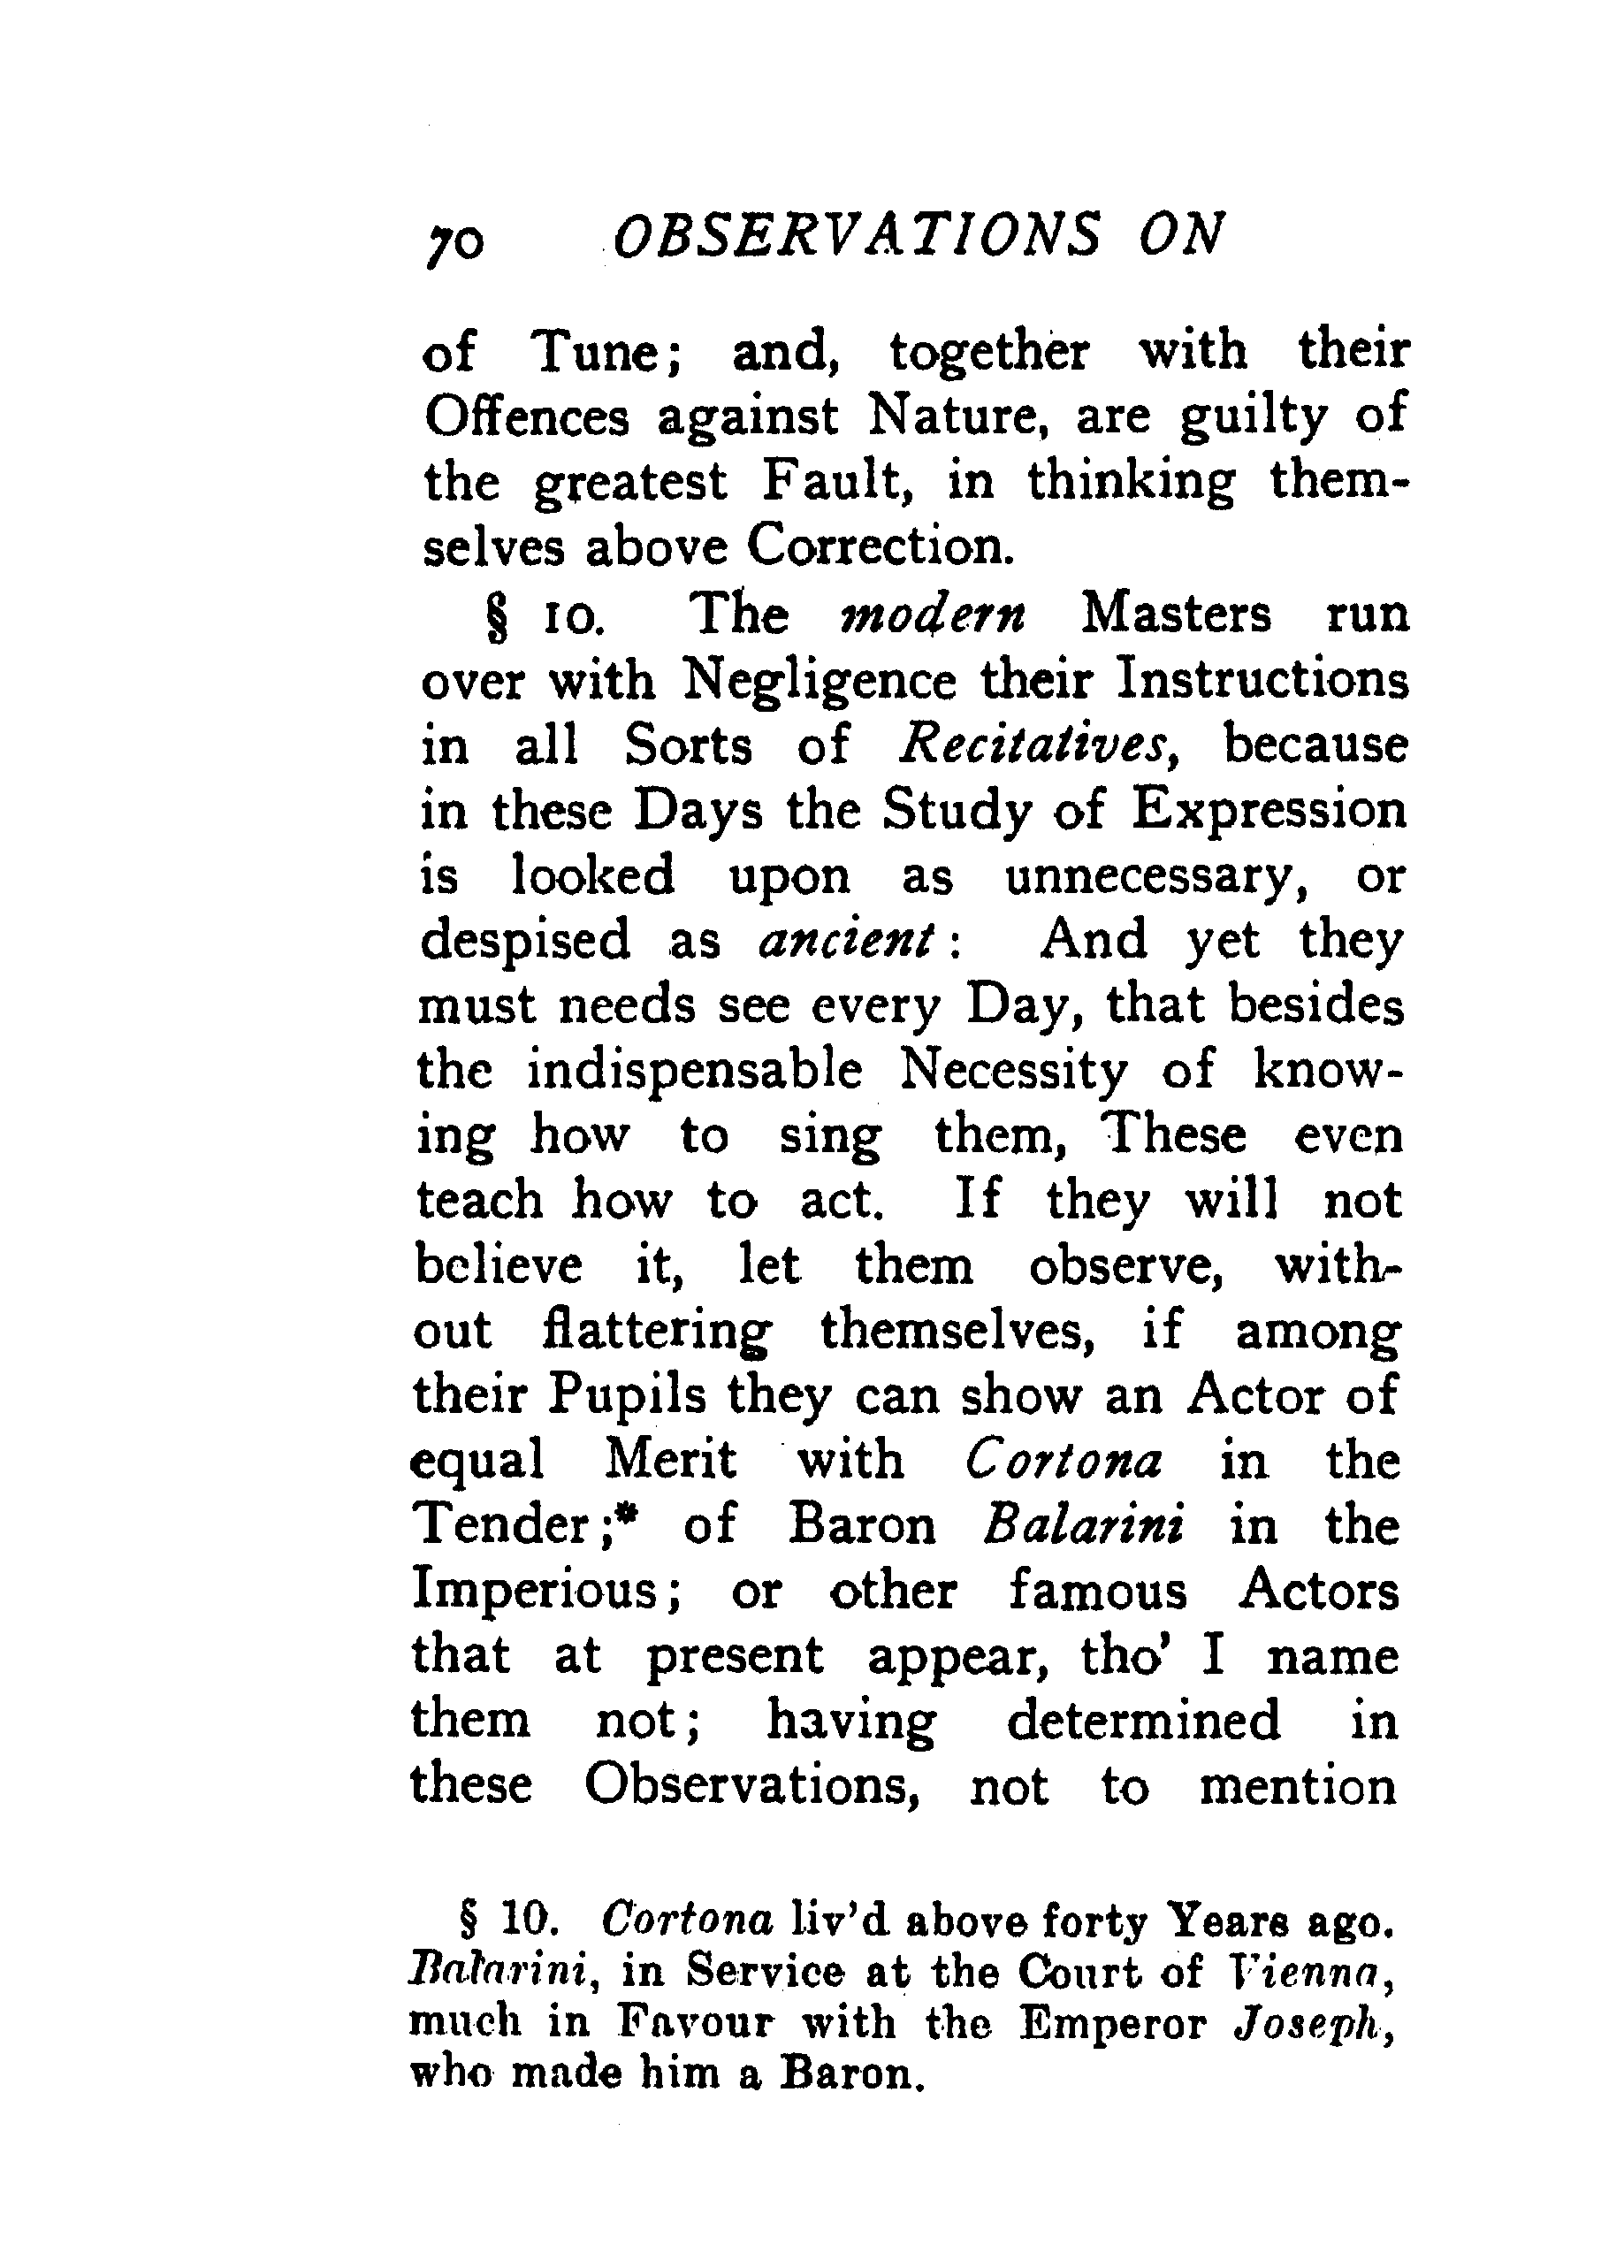 70 OBSERVATIONS ON
of Tune; and, together with their
Offences against Nature, are guilty of
the greatest Fault, in thinking them-
selves above Correction.
§ 10. The modern Masters run
over with Negligence their Instructions
in all Sorts of Recitatives, because
in these Days the Study of Expression
is looked upon as unnecessary, or
despised as ancient: And yet they
must needs see every Day, that besides
the indispensable Necessity of know-
ing how to sing them, These even
teach how to act. If they will not
believe it, let them observe, with-
out flattering themselves, if among
their Pupils they can show an Actor of
equal Merit with Cortona in the
Tender;* of Baron Balarini in the
Imperious; or other famous Actors
that at present appear, tho' I name
them not; having determined in
these Observations, not to mention
§ 10. Cortona liv'd above forty Years ago.
Balarini, in Service at the Court of Vienna,
much in Favour with the Emperor Joseph,
who made him a Baron.